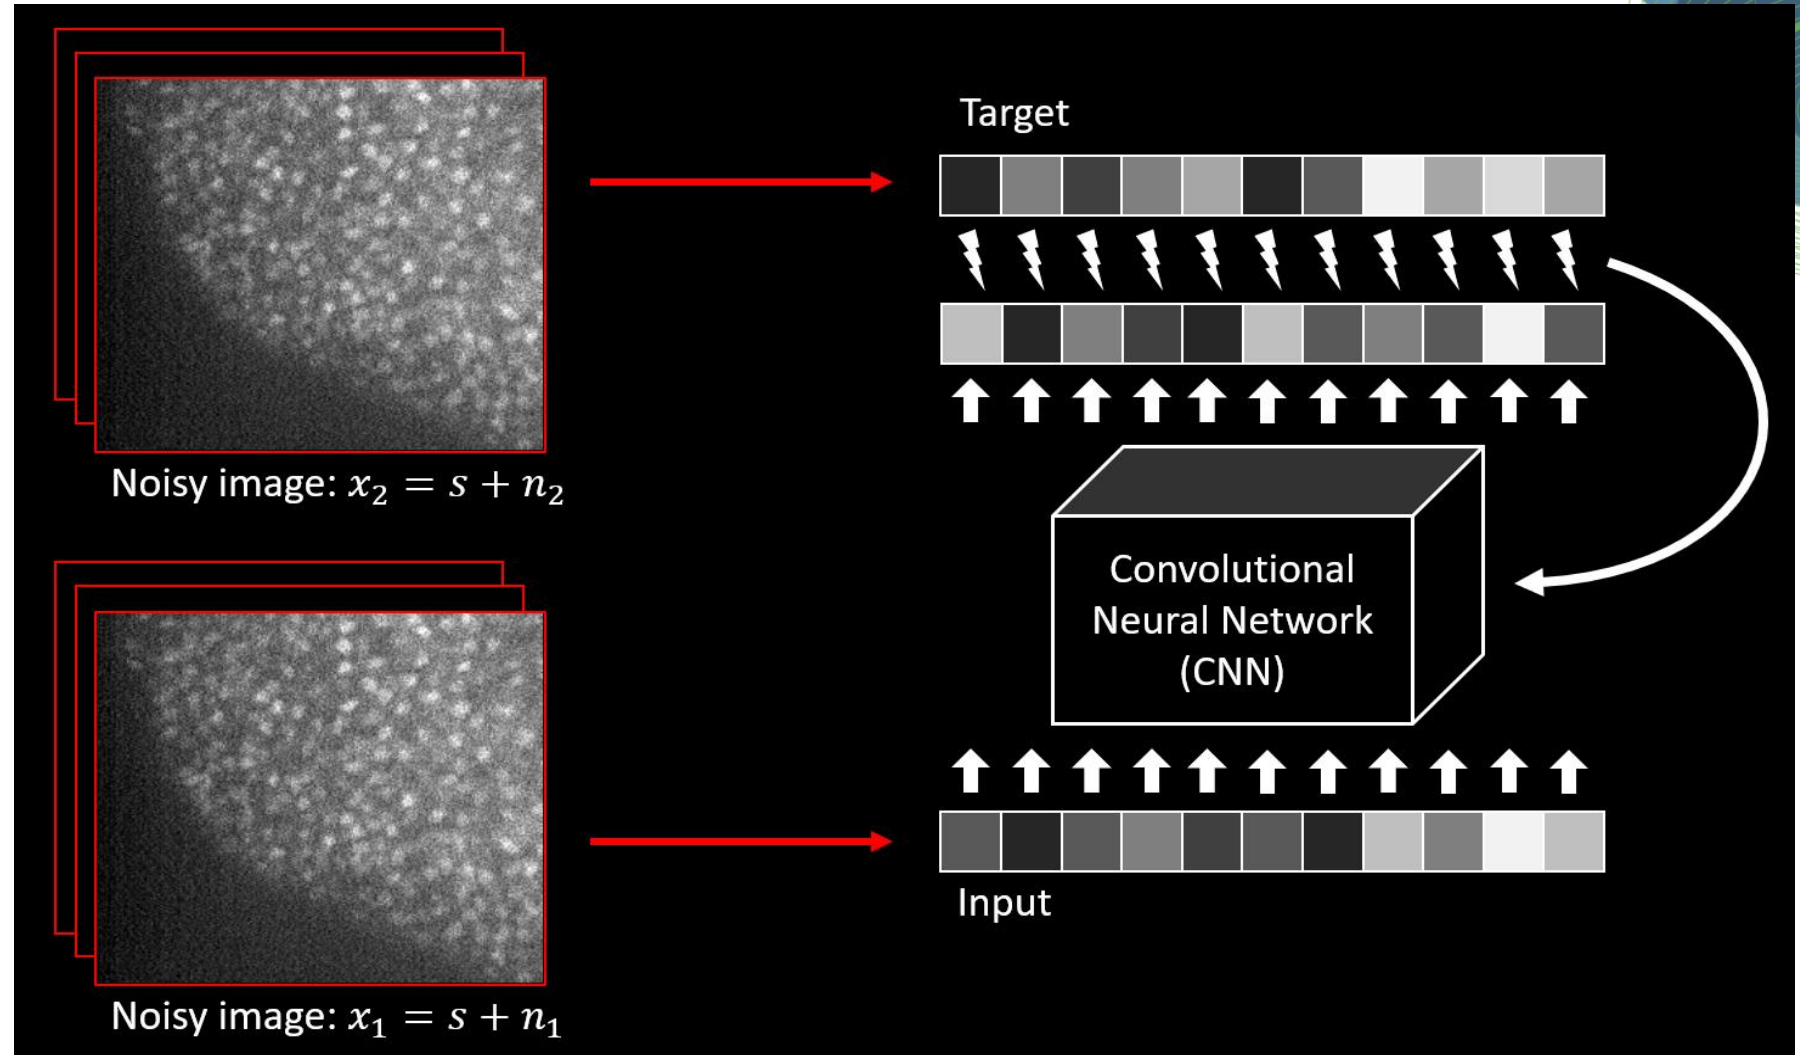 Target
Noisy image: x₂ = s + n₂
Convolutional
Neural Network
(CNN)
Input
Noisy image: x₁ = s + n₁